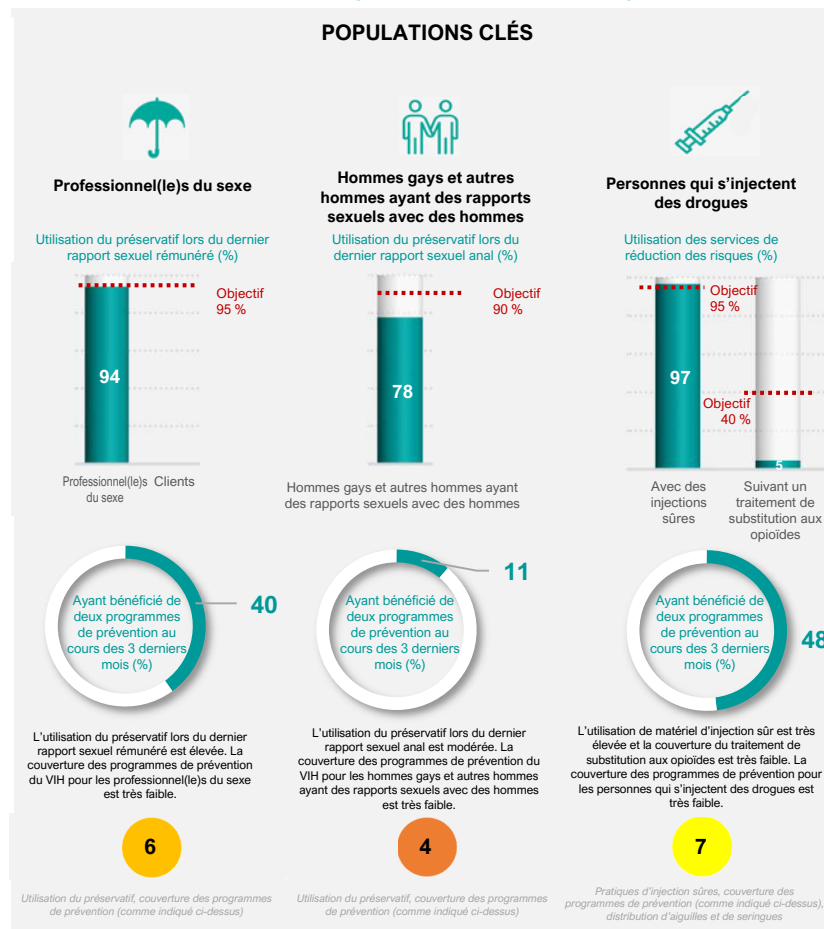 POPULATIONS CLÉS
Professionnel(le)s du sexe
Utilisation du préservatif lors du dernier
rapport sexuel rémunéré (%)
Objectif
95 %
94
Professionnel(le)s
du sexe
Clients
Ayant bénéficié de
deux programmes
de prévention au
cours des 3 derniers
mois (%)
40
L'utilisation du préservatif lors du dernier
rapport sexuel rémunéré est élevée. La
couverture des programmes de prévention
du VIH pour les professionnel(le)s du sexe
est très faible.
6
Utilisation du préservatif, couverture des programmes
de prévention (comme indiqué ci-dessus)
Hommes gays et autres
hommes ayant des rapports
sexuels avec des hommes
Utilisation du préservatif lors du
dernier rapport sexuel anal (%)
Objectif
90 %
78
Hommes gays et autres hommes ayant
des rapports sexuels avec des hommes
Ayant bénéficié de
deux programmes
de prévention au
cours des 3 derniers
mois (%)
11
L'utilisation du préservatif lors du dernier
rapport sexuel anal est modérée. La
couverture des programmes de prévention du
VIH pour les hommes gays et autres hommes
ayant des rapports sexuels avec des hommes
est très faible.
4
Utilisation du préservatif, couverture des programmes
de prévention (comme indiqué ci-dessus)
Personnes qui s'injectent
des drogues
Utilisation des services de
réduction des risques (%)
Objectif
95 %
97
Objectif
40 %
5
Avec des
injections
sûres
Suivant un
traitement de
substitution aux
opioïdes
Ayant bénéficié de
deux programmes
de prévention au
cours des 3 derniers
mois (%)
48
L'utilisation de matériel d'injection sûr est très
élevée et la couverture du traitement de
substitution aux opioïdes est très faible. La
couverture des programmes de prévention pour
les personnes qui s'injectent des drogues est
très faible.
7
Pratiques d'injection sûres, couverture des
programmes de prévention (comme indiqué ci-dessus),
distribution d'aiguilles et de seringues